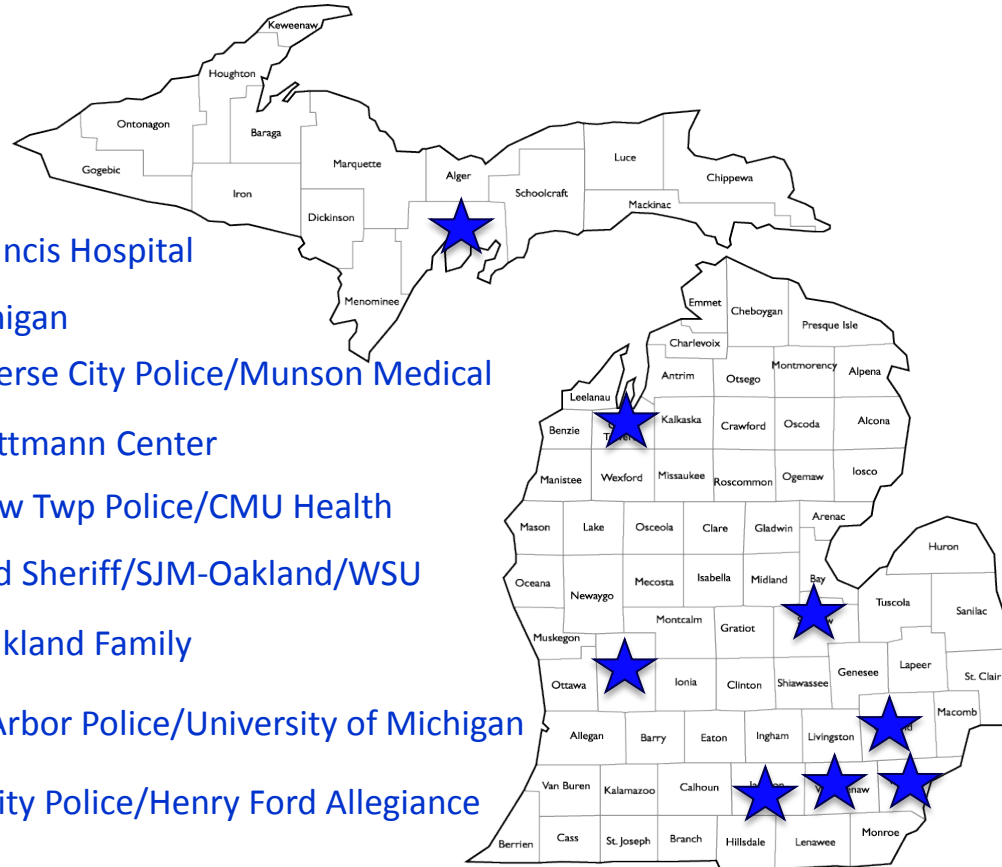 Keweenaw
Houghton
Ontonagon
Baraga
Gogebic
Marquette
Iron
Alger
Luce
Chippewa
Schoolcraft
Dickinson
Mackinac
Menominee
ncis Hospital
nigan
erse City Police/Munson Medical
ttmann Center
w Twp Police/CMU Health
d Sheriff/SJM-Oakland/WSU
kland Family
Arbor Police/University of Michigan
ity Police/Henry Ford Allegiance
Emmet
Cheboygan
Presque Isle
Charlevoix
Antrim
Otsego
Montmorency
Alpena
Leelanau
Benzie
Kalkaska
Crawford
Oscoda
Alcona
Manistee
Wexford
Missaukee
Roscommon
Ogemaw
Iosco
Arenac
Mason
Lake
Osceola
Clare
Gladwin
Huron
Oceana
Newaygo
Mecosta
Isabella
Midland
Bay
Tuscola
Sanilac
Muskegon
Montcalm
Gratiot
Ottawa
Ionia
Clinton
Shiawassee
Genesee
Lapeer
St. Clair
Macomb
Allegan
Barry
Eaton
Ingham
Livingston
Van Buren
Kalamazoo
Calhoun
Berrien
Cass
St. Joseph
Branch
Hillsdale
Lenawee
Monroe